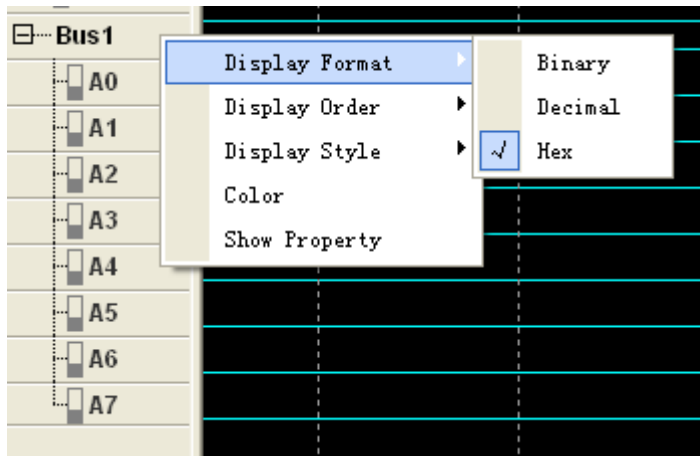 Bus1
A0
A1
A2
A3
A4
A5
A6
A7
Display Format
Display Order
Display Style
Color
Show Property
Binary
Decimal
Hex